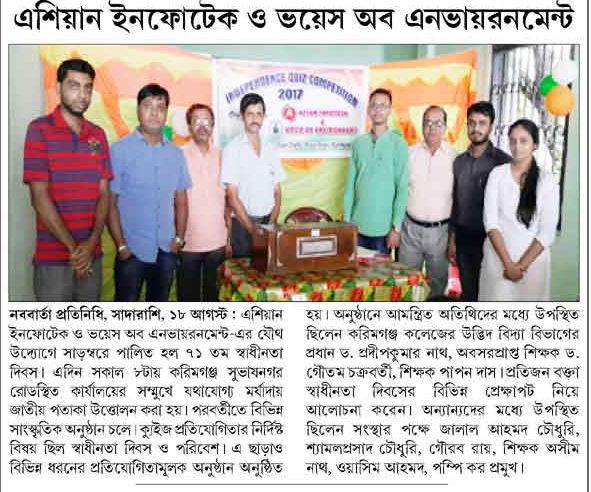 এশিয়ান ইনফোটেক ও ভয়েস অব এনভায়রনমেন্ট
INDEPENDENCE QUIZ COMPETITION
2017
ASIAN INFOTECH
&
VOICE OF ENVIRONMENT
নববার্তা প্রতিনিধি, সাদারাশি, ১৮ আগস্ট : এশিয়ান
ইনফোটেক ও ভয়েস অব এনভায়রনমেন্ট-এর যৌথ
উদ্যোগে সাড়ম্বরে পালিত হল ৭১ তম স্বাধীনতা
দিবস। এদিন সকাল ৮টায় করিমগঞ্জ সুভাষনগর
রোডস্থিত কার্যালয়ের সম্মুখে যথাযোগ্য মর্যাদায়
জাতীয় পতাকা উত্তোলন করা হয়। পরবর্তীতে বিভিন্ন
সাংস্কৃতিক অনুষ্ঠান চলে। ক্যুইজ প্রতিযোগিতার নির্দিষ্ট
বিষয় ছিল স্বাধীনতা দিবস ও পরিবেশ। এ ছাড়াও
বিভিন্ন ধরনের প্রতিযোগিতামূলক অনুষ্ঠান অনুষ্ঠিত
হয়। অনুষ্ঠানে আমন্ত্রিত অতিথিদের মধ্যে উপস্থিত
ছিলেন করিমগঞ্জ কলেজের উদ্ভিদ বিদ্যা বিভাগের
প্রধান ড. প্রদীপকুমার নাথ, অবসরপ্রাপ্ত শিক্ষক ড.
গৌতম চক্রবর্তী, শিক্ষক পাপন দাস। প্রতিজন বক্তা
স্বাধীনতা দিবসের বিভিন্ন প্রেক্ষাপট নিয়ে
আলোচনা করেন। অন্যান্যদের মধ্যে উপস্থিত
ছিলেন সংস্থার পক্ষে জালাল আহমদ চৌধুরি,
শ্যামলপ্রসাদ চৌধুরি, গৌরব রায়, শিক্ষক অসীম
নাথ, ওয়াসিম আহমদ, পম্পি কর প্রমুখ।